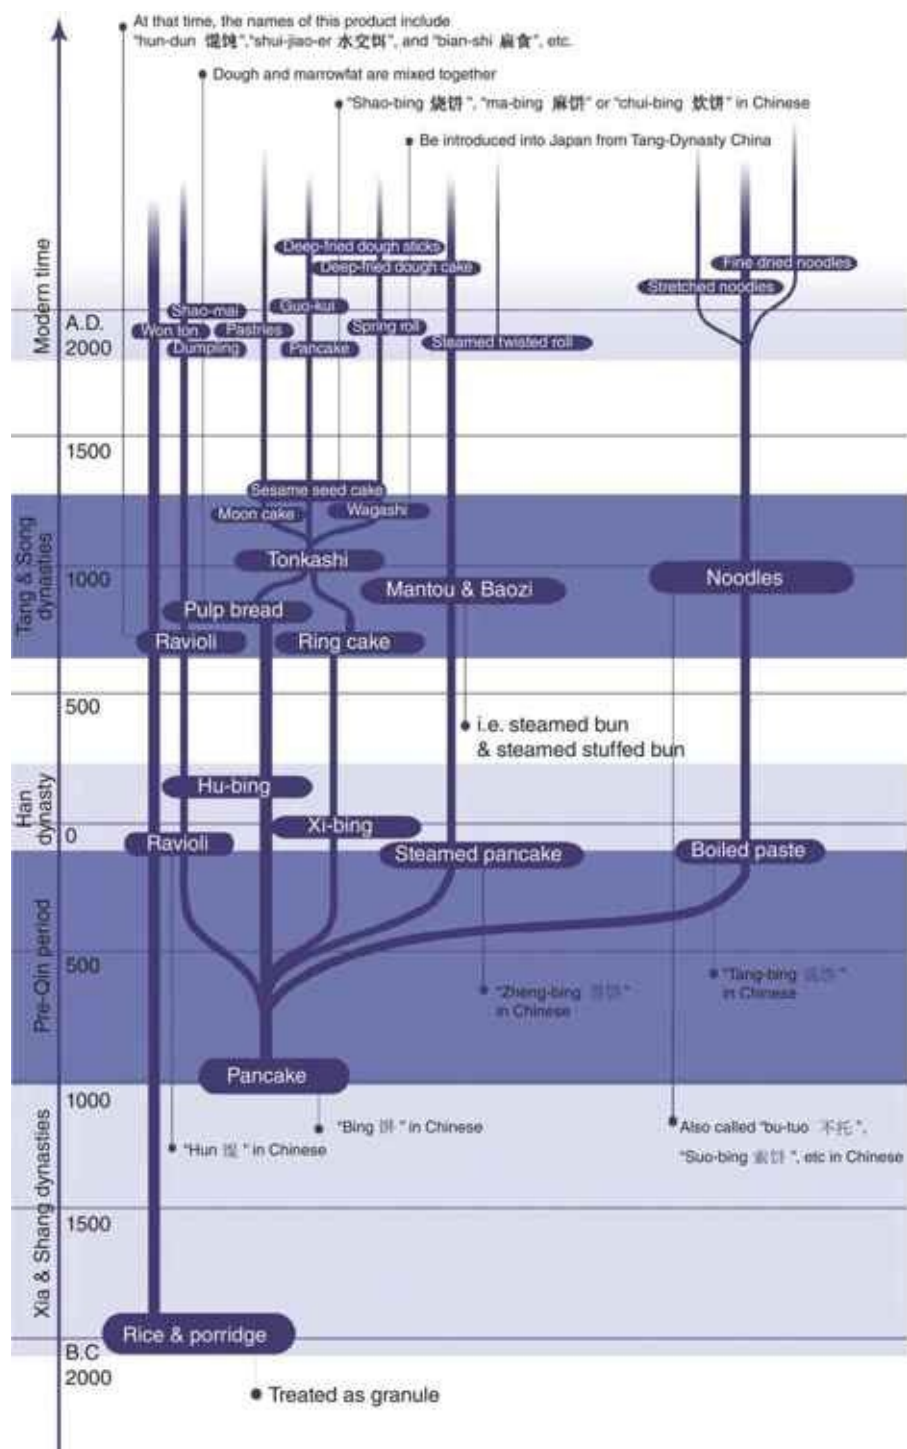 At that time, the names of this product include
"hun-dun 馄饨","shui-jiao-er 水交饵", and "bian-shi 扁食", etc.
Dough and marrowfat are mixed together
"Shao-bing 烧饼", "ma-bing 麻饼" or "chui-bing 炊饼" in Chinese
Be introduced into Japan from Tang-Dynasty China
Modern time
Deep-fried dough sticks
Deep-fried dough cake
Fine dried noodles
Stretched noodles
Shao-mai
Guo-kui
A.D.
2000
Won ton
Pastries
Spring roll
Dumpling
Pancake
Steamed twisted roll
1500
Sesame seed cake
Moon cake
Wagashi
Tang & Song
dynasties
Tonkashi
1000
Mantou & Baozi
Noodles
Pulp bread
Ravioli
Ring cake
500
i.e. steamed bun
& steamed stuffed bun
Han
dynasty
Hu-bing
Xi-bing
0
Ravioli
Steamed pancake
Boiled paste
Pre-Qin period
500
"Zheng-bing
in Chinese
"Tang-bing
in Chinese
Pancake
1000
"Bing 饼" in Chinese
"Hun 馄" in Chinese
Also called "bu-tuo 不托",
"Suo-bing 索饼", etc in Chinese
Xia & Shang dynasties
1500
Rice & porridge
B.C
2000
Treated as granule